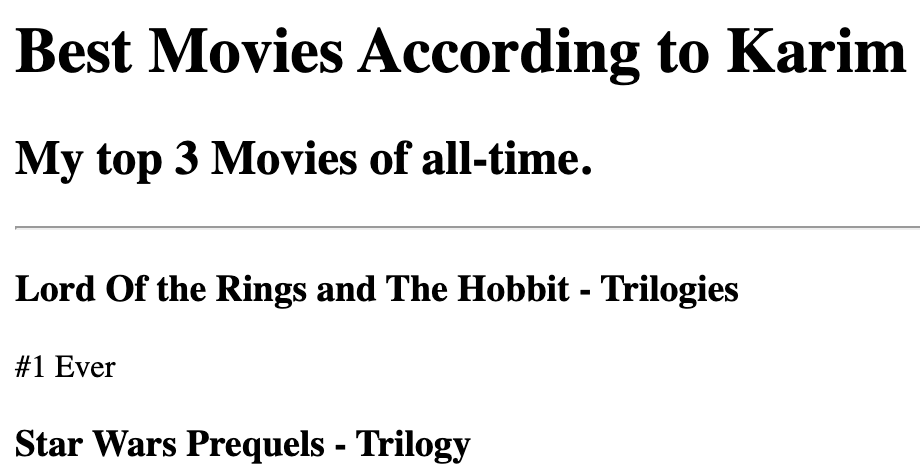 Best Movies According to Karim
My top 3 Movies of all-time.
Lord Of the Rings and The Hobbit - Trilogies
#1 Ever
Star Wars Prequels - Trilogy